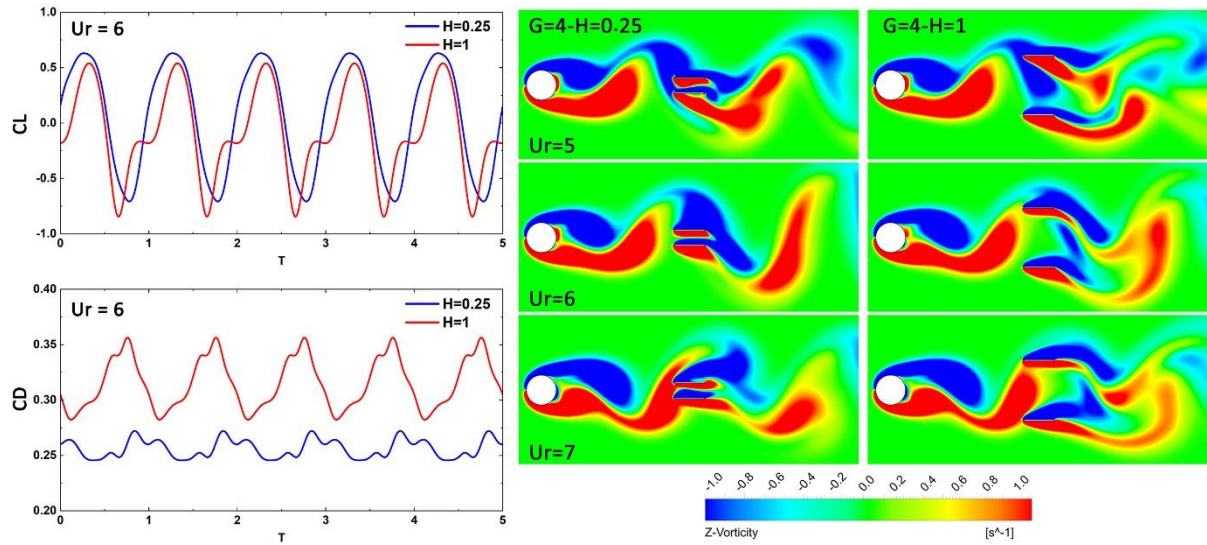 Ur = 6
H=0.25
H=1
1.0
0.5
0.0
-0.5
-1.0
CL
0 1 2 3 4 5
T
Ur = 6
H=0.25
H=1
0.40
0.35
0.30
0.25
0.20
CD
0 1 2 3 4 5
T
G=4-H=0.25
G=4-H=1
Ur=5
Ur=6
Ur=7
-1.0 -0.8 -0.6 -0.4 -0.2 0.0 0.2 0.4 0.6 0.8 1.0
Z-Vorticity [s^-1]